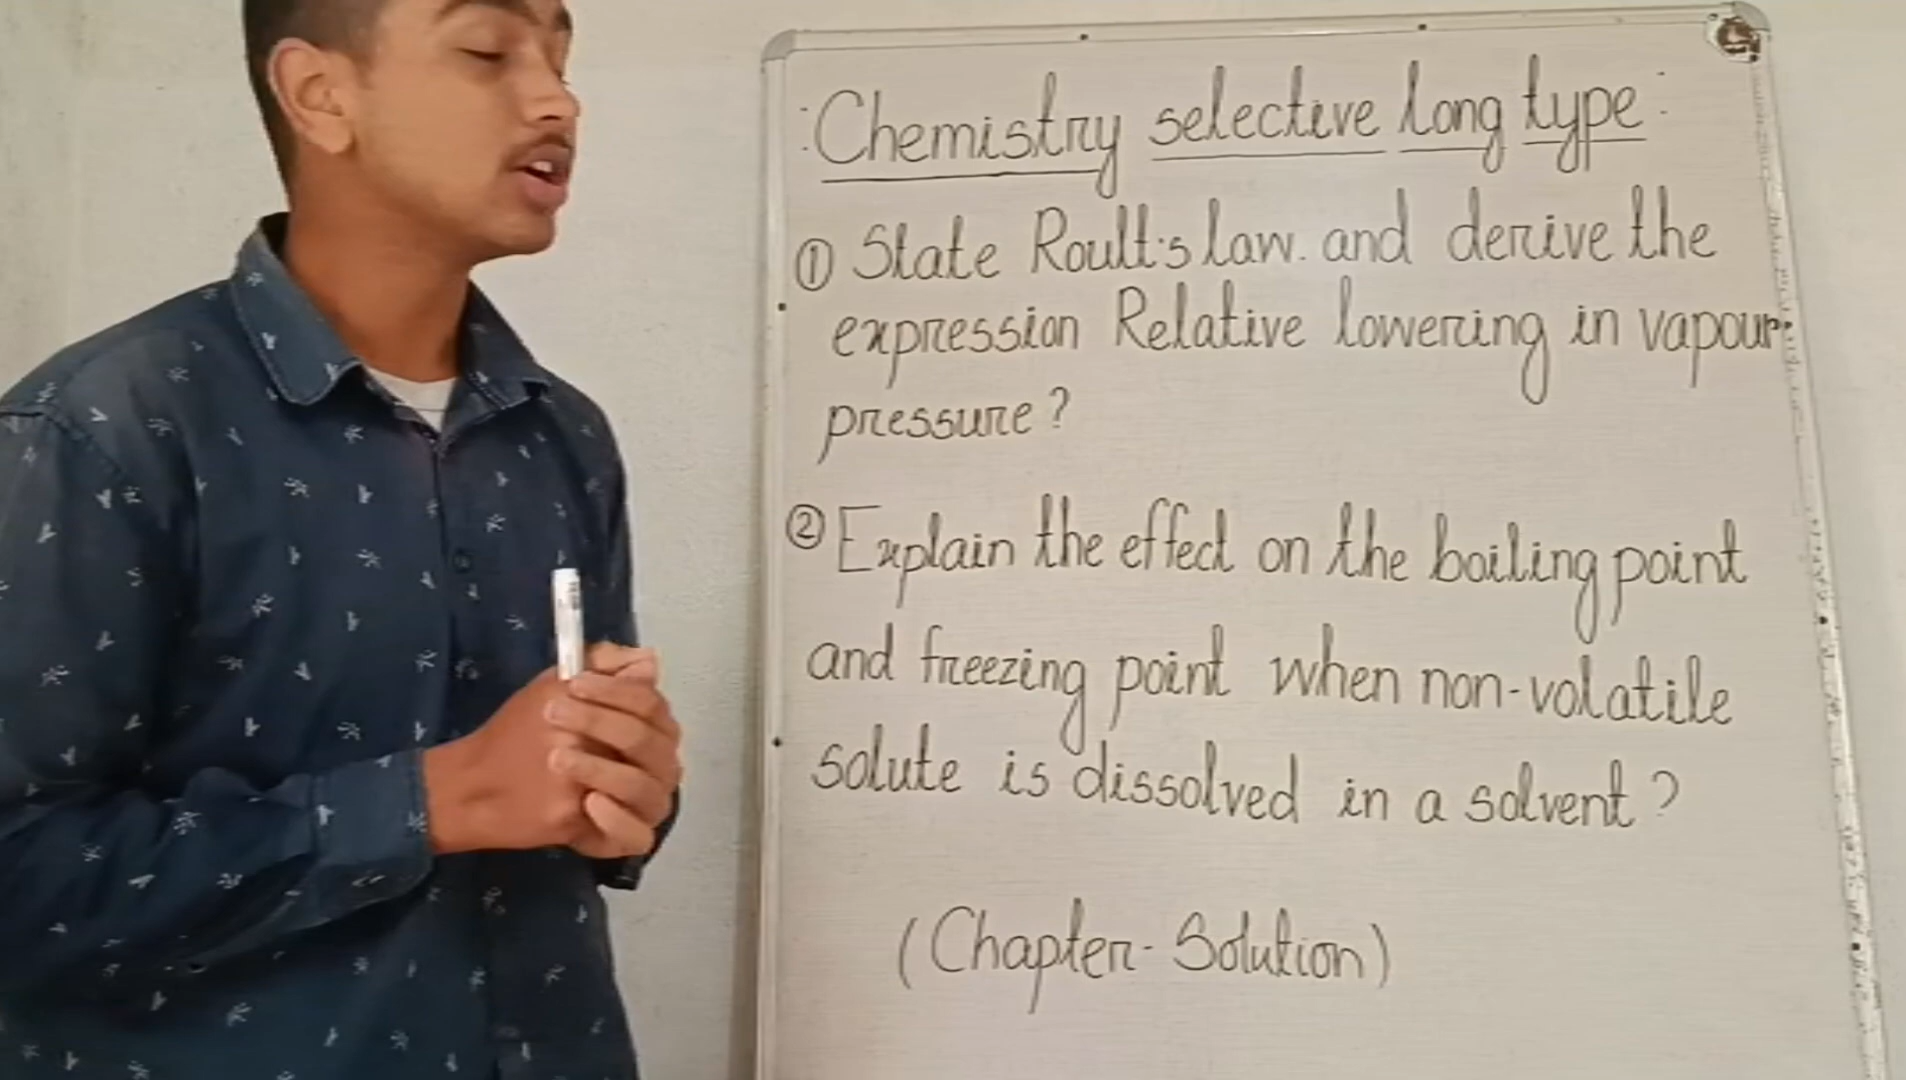 :Chemistry selective long type:
① State Roult's law. and derive the
expression Relative lowering in vapour
pressure?
② Explain the effect on the boiling point
and freezing point when non-volatile
solute is dissolved in a solvent?
(Chapter-Solution)